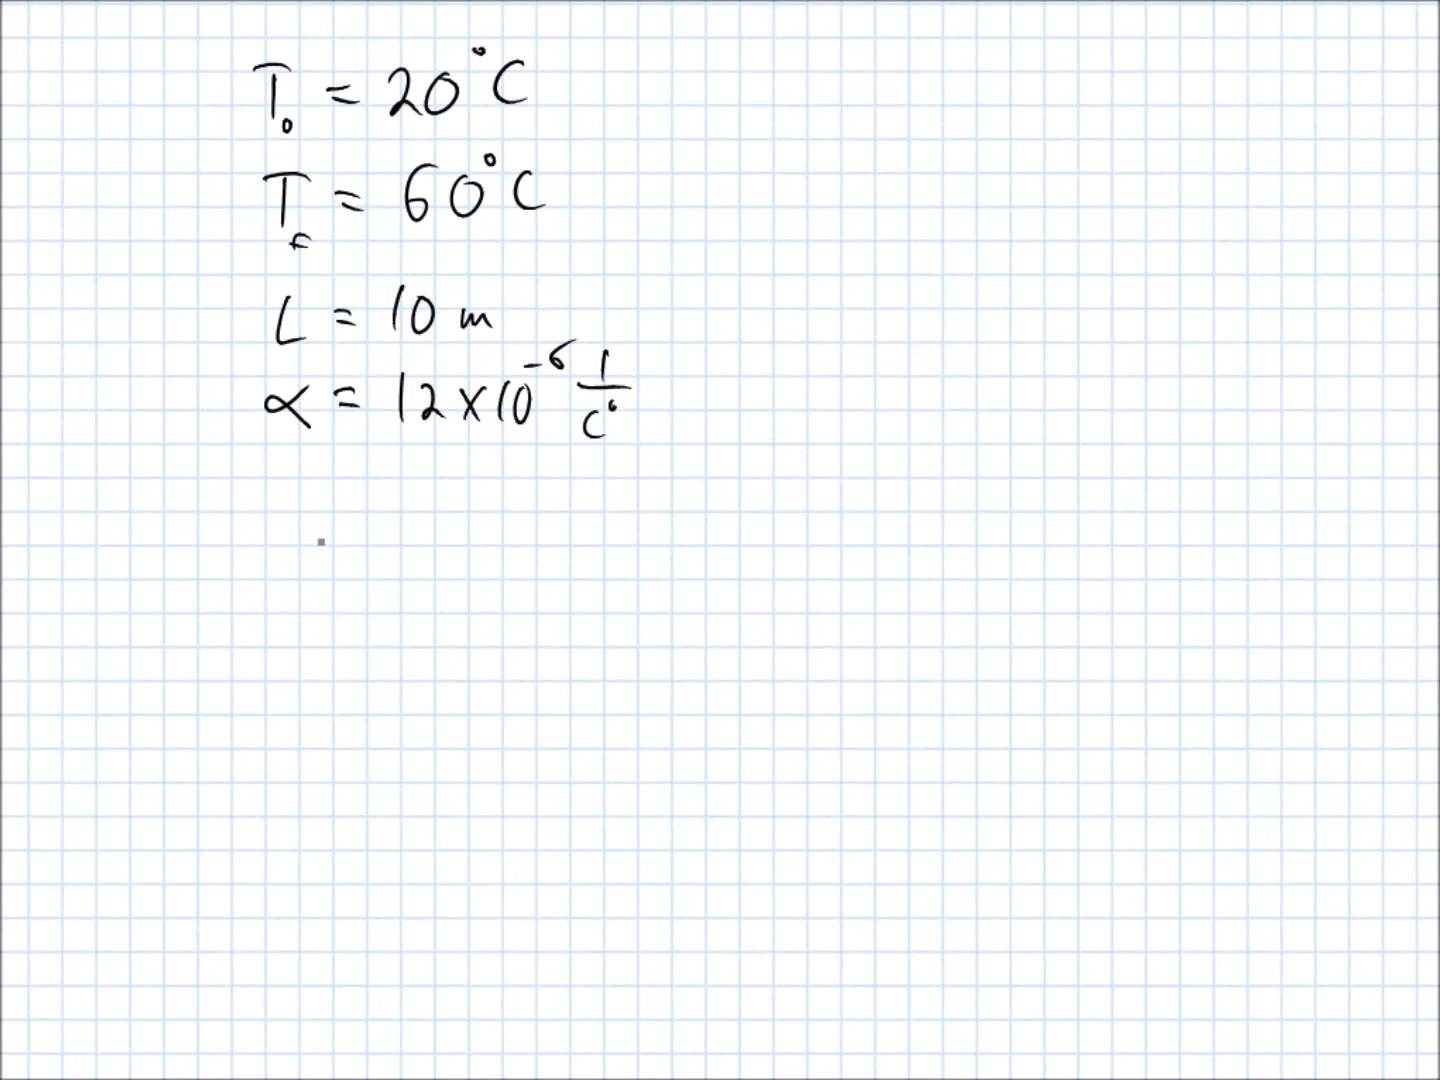 T₀ = 20°C
T_f = 60°C
L = 10 m
α = 12 × 10⁻⁶ 1/C°